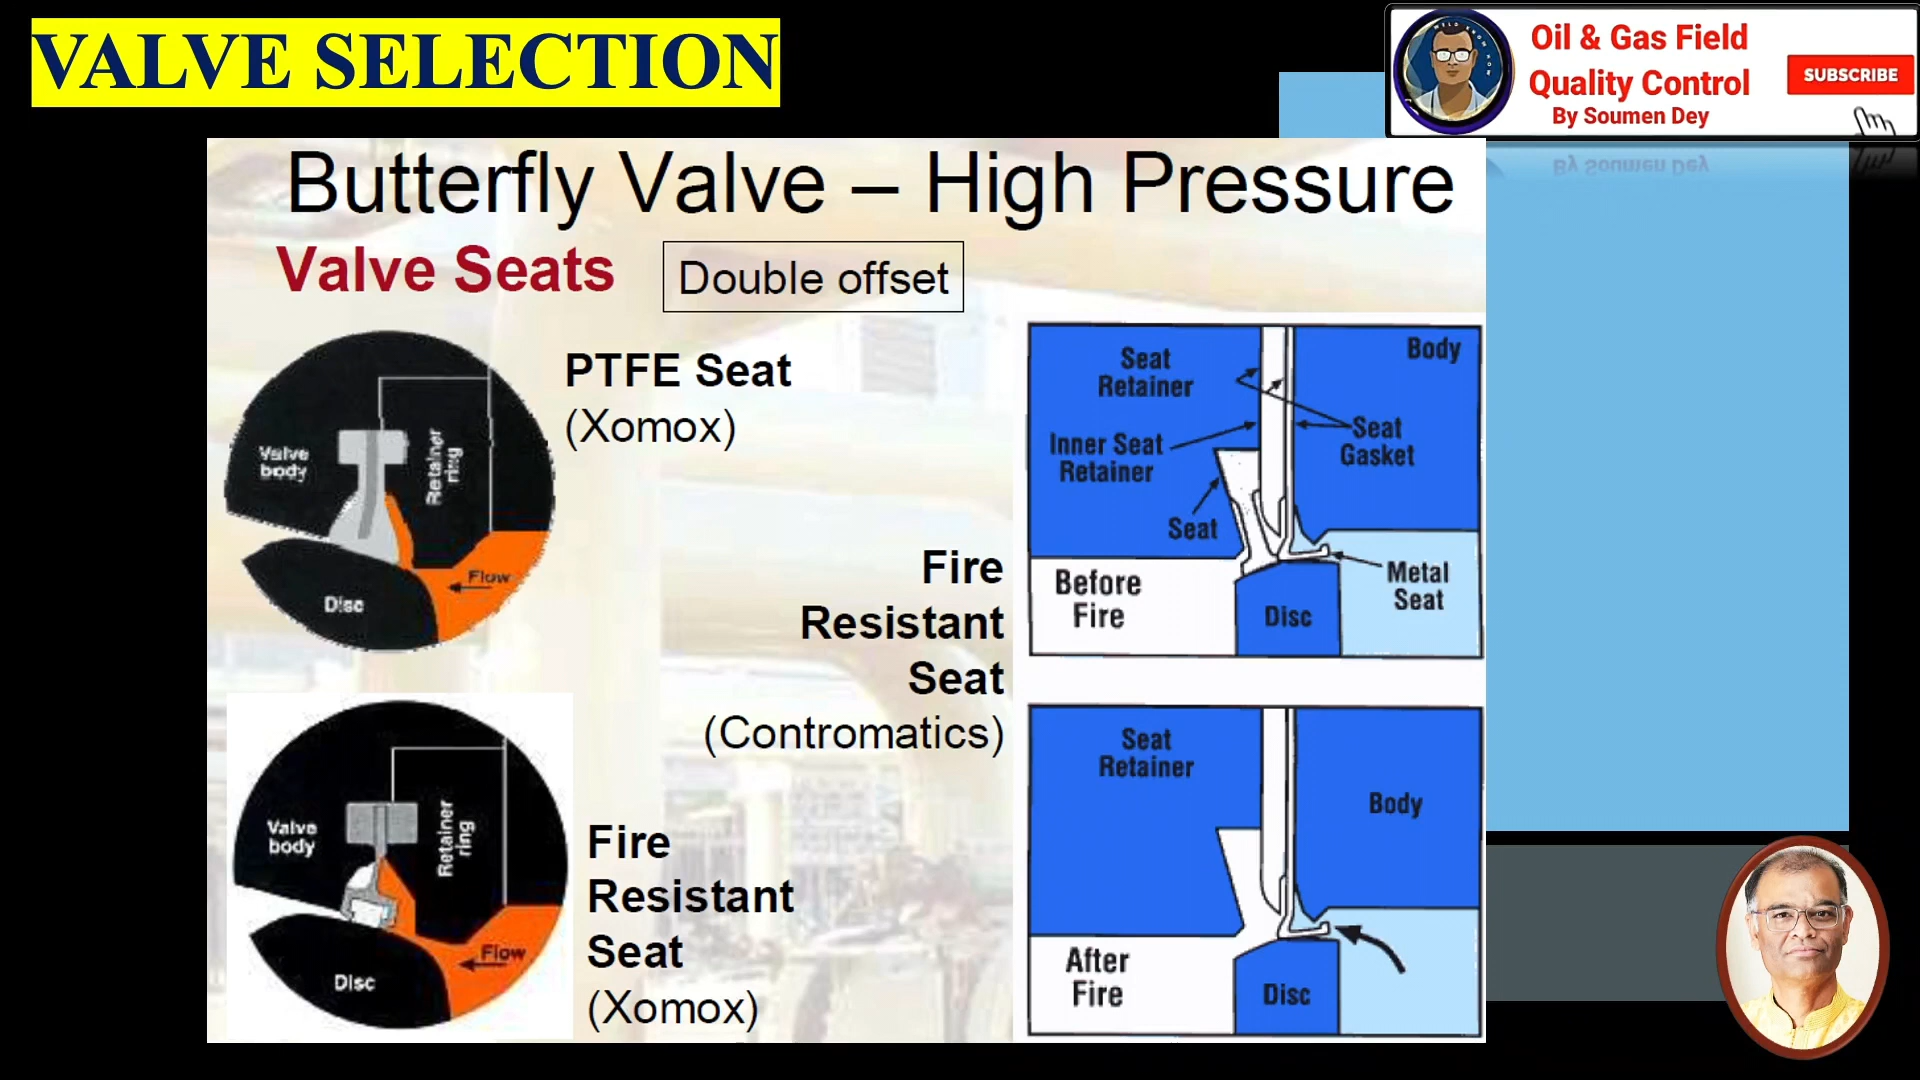 VALVE SELECTION
Oil & Gas Field
Quality Control
By Soumen Dey
SUBSCRIBE
By Soumen Dey
Butterfly Valve – High Pressure
Valve Seats
Double offset
PTFE Seat
(Xomox)
Valve
body
Retainer
ring
Flow
Disc
Fire
Resistant
Seat
(Contromatics)
Seat
Retainer
Body
Inner Seat
Retainer
Seat
Gasket
Seat
Before
Fire
Disc
Metal
Seat
Valve
body
Retainer
ring
Flow
Disc
Fire
Resistant
Seat
(Xomox)
Seat
Retainer
Body
After
Fire
Disc